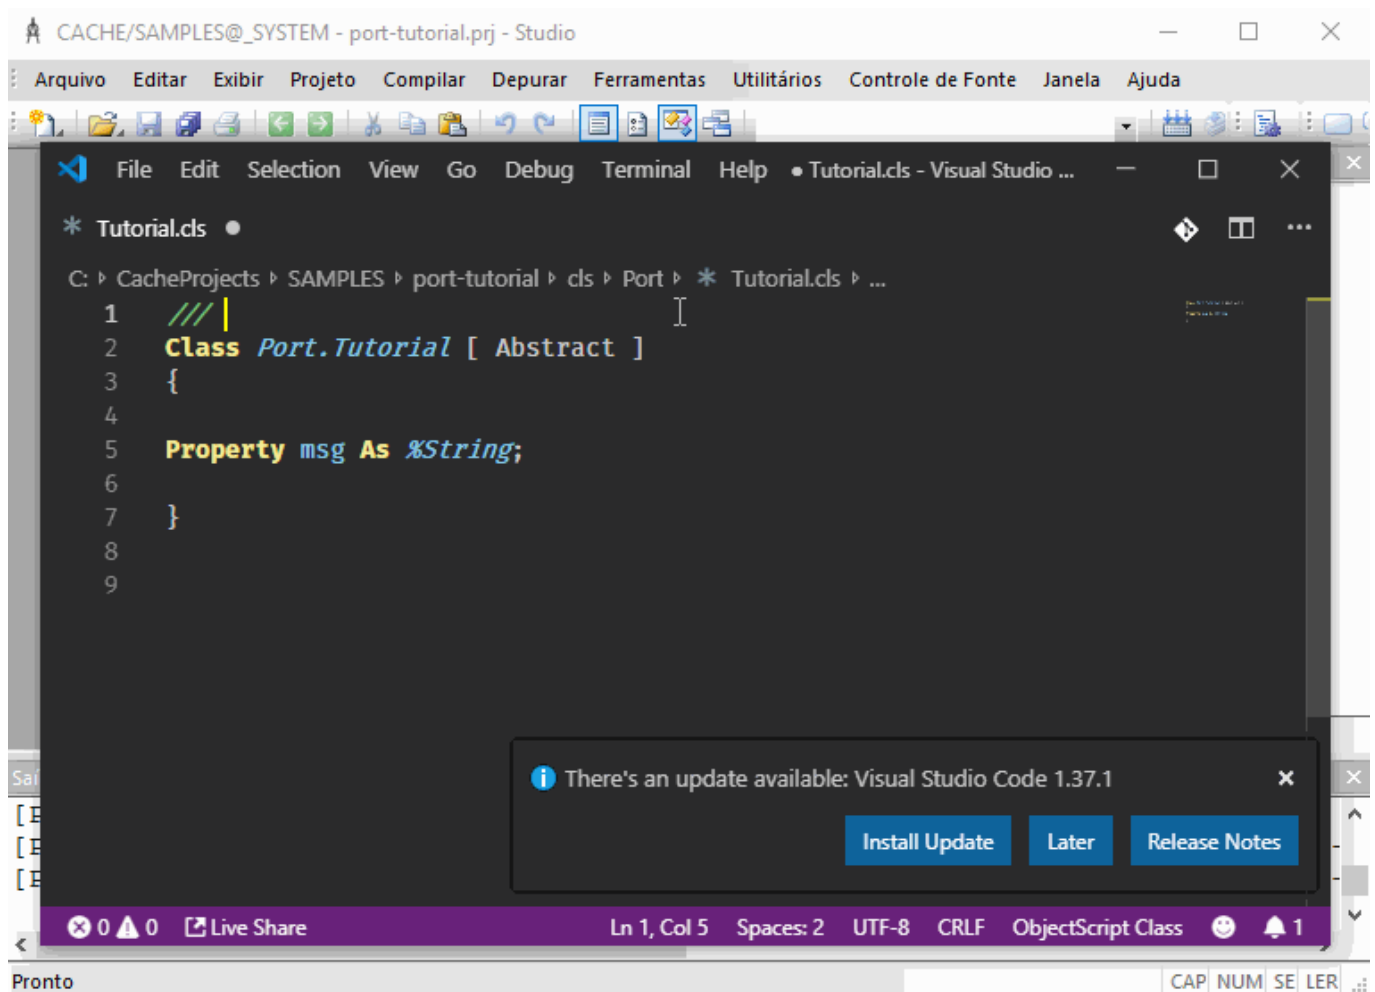 CACHE/SAMPLES@_SYSTEM - port-tutorial.prj - Studio
Arquivo Editar Exibir Projeto Compilar Depurar Ferramentas Utilitários Controle de Fonte Janela Ajuda
File Edit Selection View Go Debug Terminal Help ● Tutorial.cls - Visual Studio ...
Tutorial.cls ●
C: CacheProjects SAMPLES port-tutorial cls Port Tutorial.cls ...
1 ///
2 Class Port.Tutorial [ Abstract ]
3 {
4
5 Property msg As %String;
6
7 }
8
9
There's an update available: Visual Studio Code 1.37.1
Install Update Later Release Notes
0 0 Live Share Ln 1, Col 5 Spaces: 2 UTF-8 CRLF ObjectScript Class 1
Pronto CAP NUM SE LER